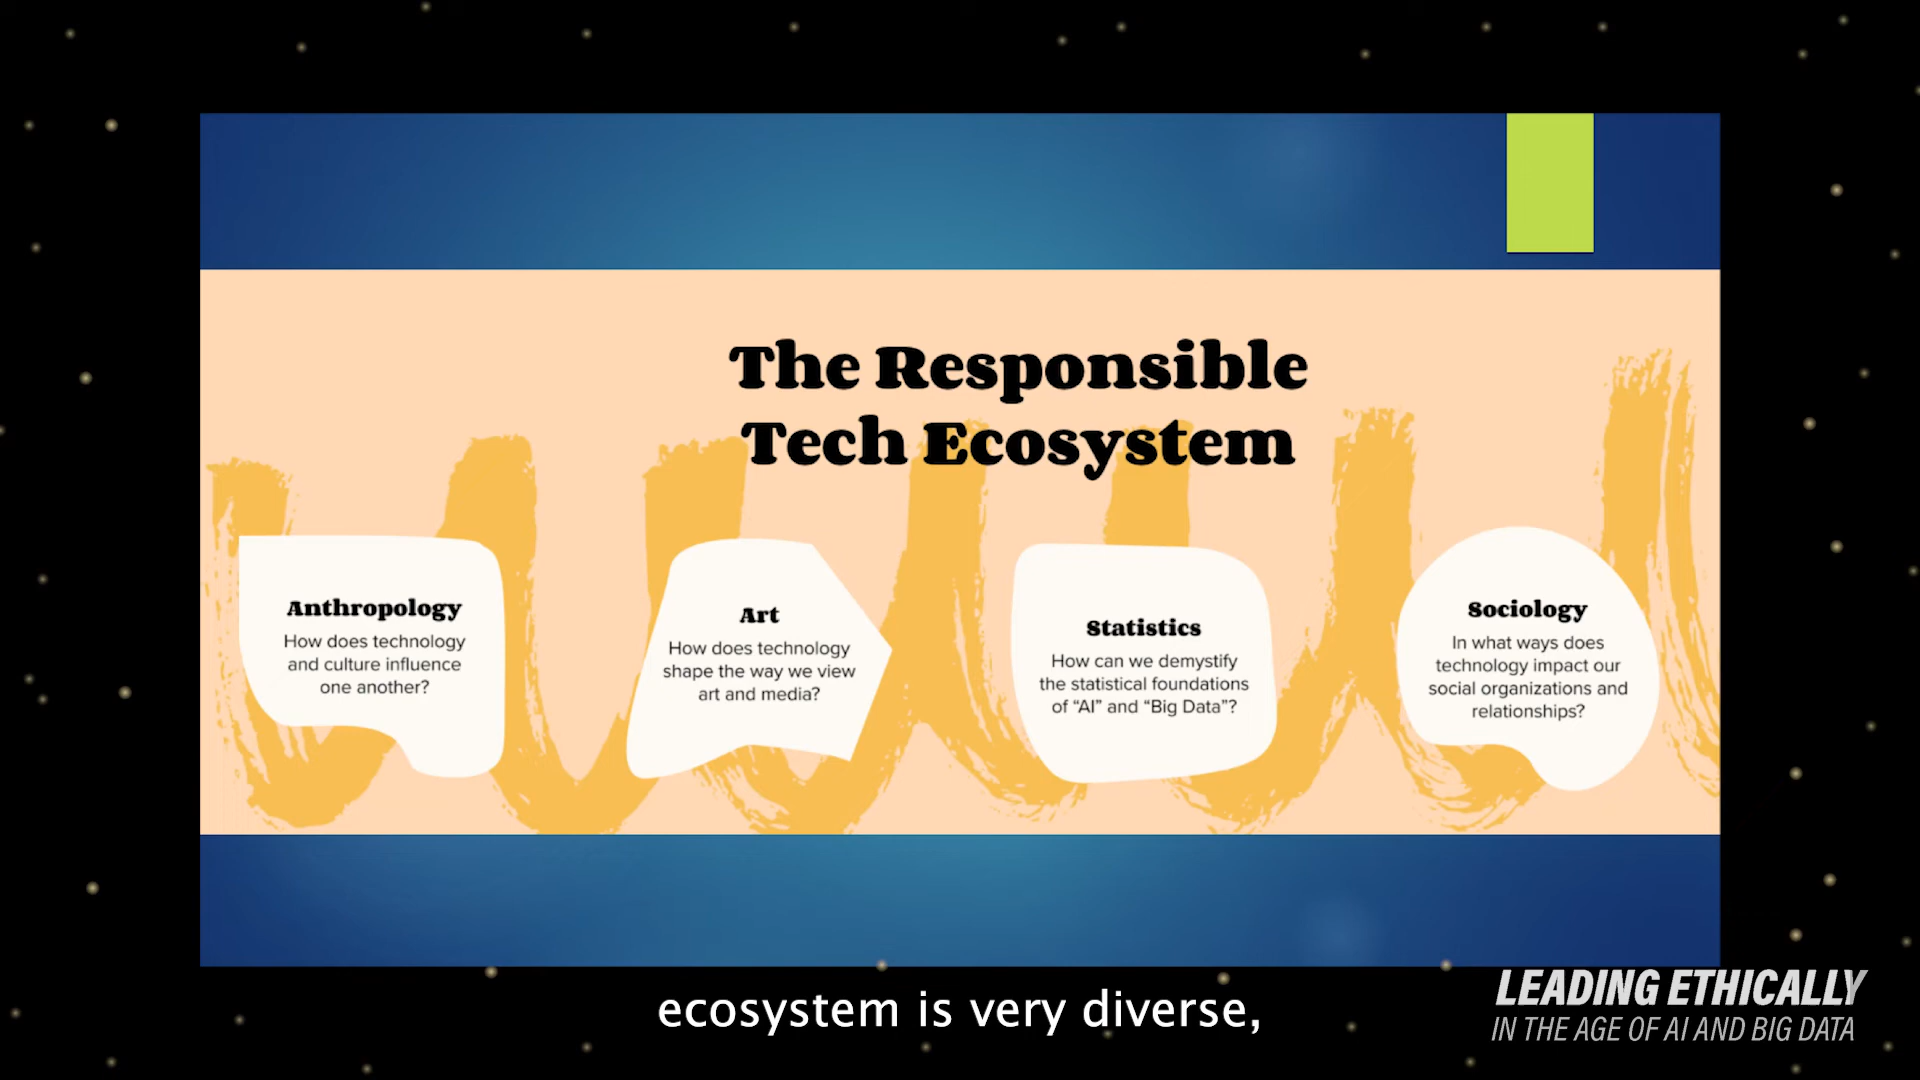 The Responsible
Tech Ecosystem
Anthropology
How does technology
and culture influence
one another?
Art
How does technology
shape the way we view
art and media?
Statistics
How can we demystify
the statistical foundations
of “AI” and “Big Data”?
Sociology
In what ways does
technology impact our
social organizations and
relationships?
ecosystem is very diverse,
LEADING ETHICALLY
IN THE AGE OF AI AND BIG DATA